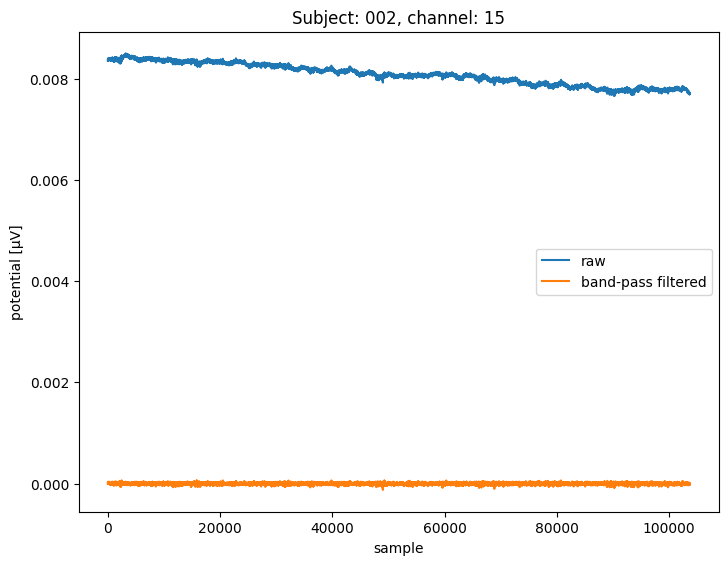 Subject: 002, channel: 15
potential [µV]
0.008
0.006
0.004
0.002
0.000
raw
band-pass filtered
0
20000
40000
60000
80000
100000
sample